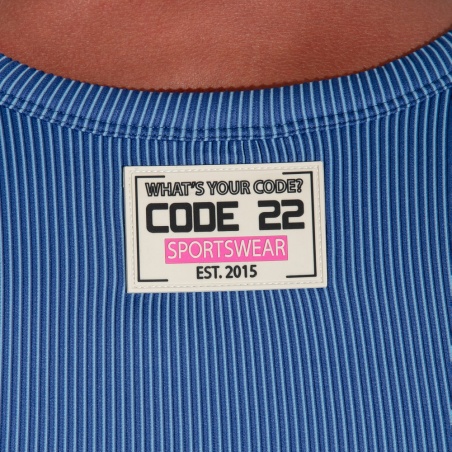 WHAT'S YOUR CODE?
CODE 22
SPORTSWEAR
EST. 2015